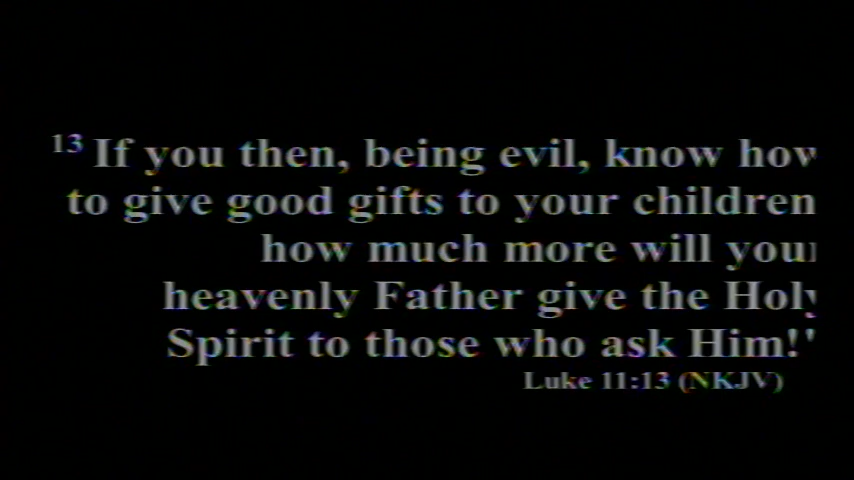 13 If you then, being evil, know how
to give good gifts to your children
how much more will your
heavenly Father give the Holy
Spirit to those who ask Him!"
Luke 11:13 (NKJV)